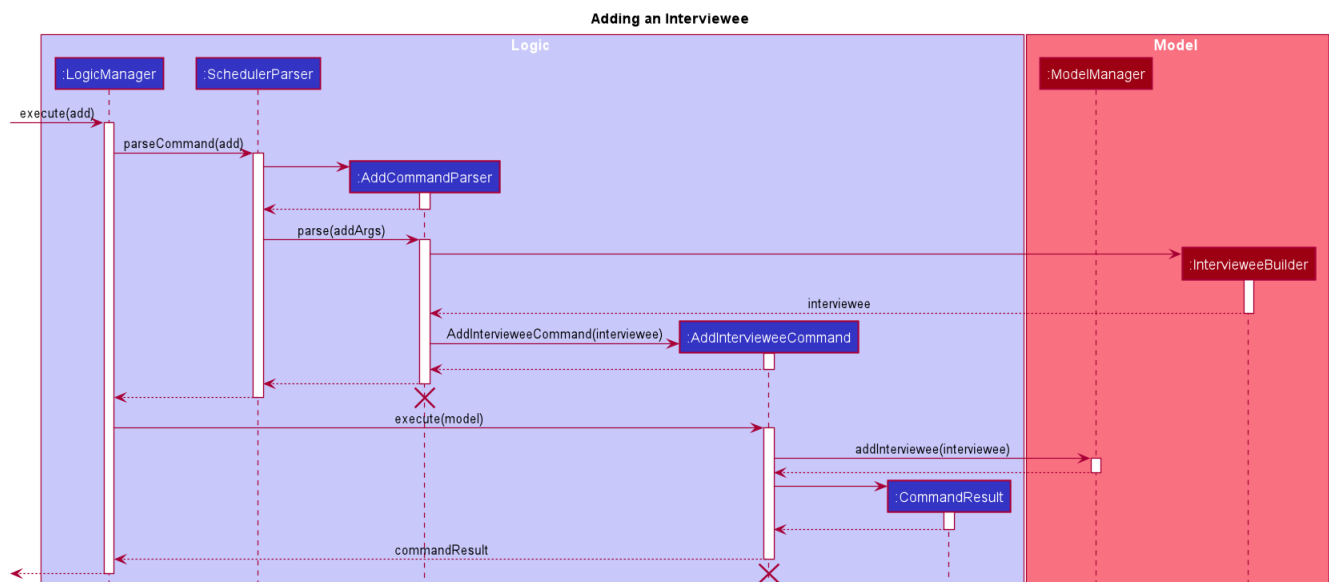 Adding an Interviewee
Logic
Model
:LogicManager
:SchedulerParser
:ModelManager
execute(add)
parseCommand(add)
:AddCommandParser
parse(addArgs)
:IntervieweeBuilder
interviewee
AddIntervieweeCommand(interviewee)
:AddIntervieweeCommand
execute(model)
addInterviewee(interviewee)
:CommandResult
commandResult